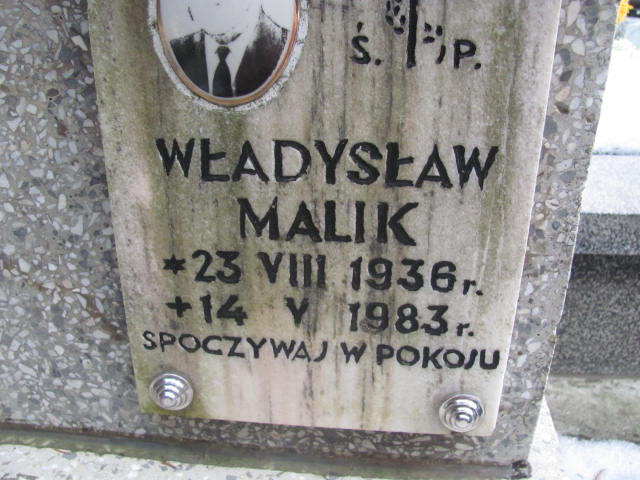 Ś. P.
WŁADYSŁAW
MALIK
* 23 VIII 1936 r.
+ 14 V 1983 r.
SPOCZYWAJ W POKOJU